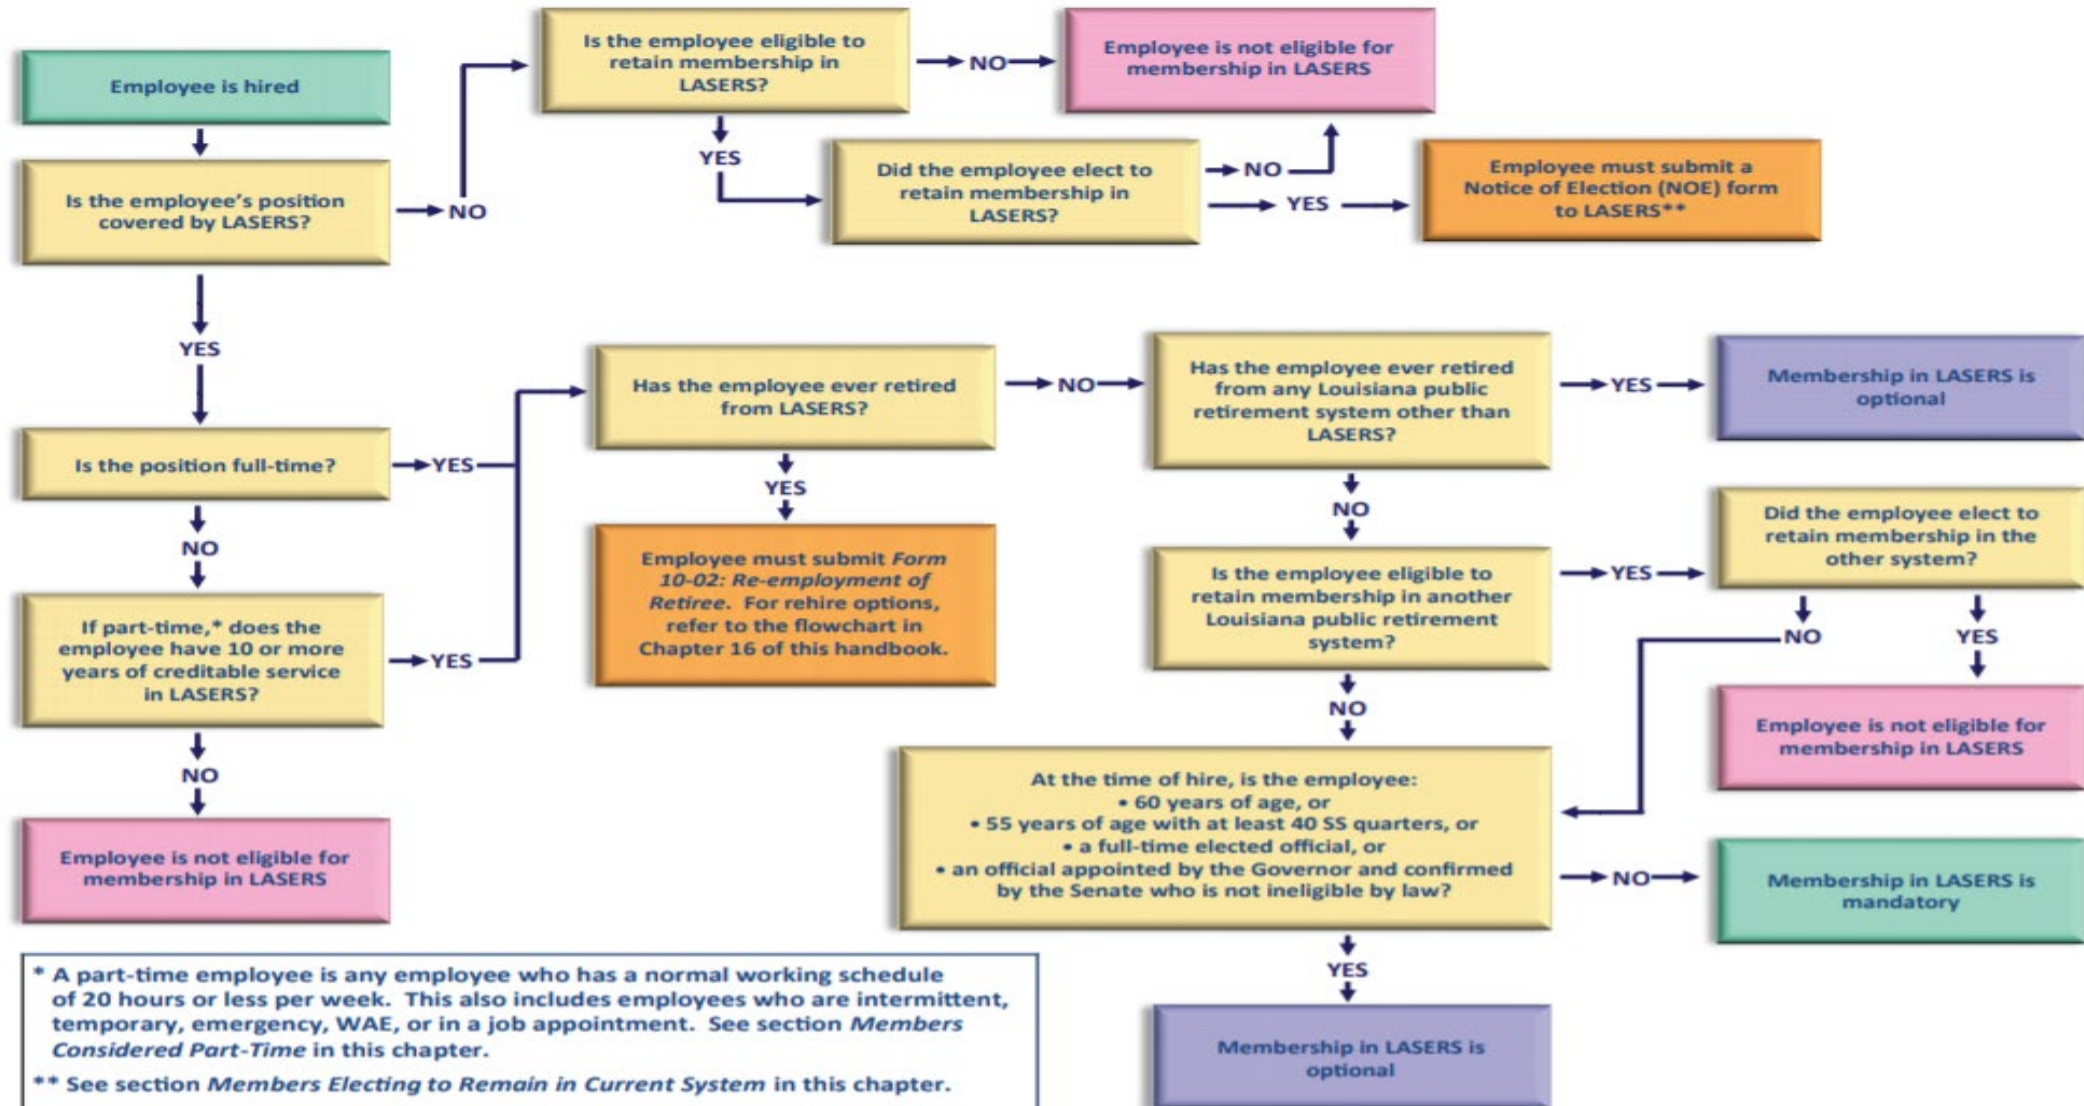 Employee is hired
Is the employee's position
covered by LASERS?
NO
Is the employee eligible to
retain membership in
LASERS?
NO
Employee is not eligible for
membership in LASERS
YES
Did the employee elect to
retain membership in
LASERS?
NO
YES
Employee must submit a
Notice of Election (NOE) form
to LASERS**
YES
Is the position full-time?
YES
NO
If part-time,* does the
employee have 10 or more
years of creditable service
in LASERS?
YES
NO
Employee is not eligible for
membership in LASERS
Has the employee ever retired
from LASERS?
NO
YES
Employee must submit Form
10-02: Re-employment of
Retiree. For rehire options,
refer to the flowchart in
Chapter 16 of this handbook.
Has the employee ever retired
from any Louisiana public
retirement system other than
LASERS?
YES
Membership in LASERS is
optional
NO
Is the employee eligible to
retain membership in another
Louisiana public retirement
system?
YES
Did the employee elect to
retain membership in the
other system?
NO
YES
Employee is not eligible for
membership in LASERS
NO
At the time of hire, is the employee:
• 60 years of age, or
• 55 years of age with at least 40 SS quarters, or
• a full-time elected official, or
• an official appointed by the Governor and confirmed
by the Senate who is not ineligible by law?
NO
Membership in LASERS is
mandatory
YES
Membership in LASERS is
optional
* A part-time employee is any employee who has a normal working schedule
of 20 hours or less per week. This also includes employees who are intermittent,
temporary, emergency, WAE, or in a job appointment. See section Members
Considered Part-Time in this chapter.
** See section Members Electing to Remain in Current System in this chapter.